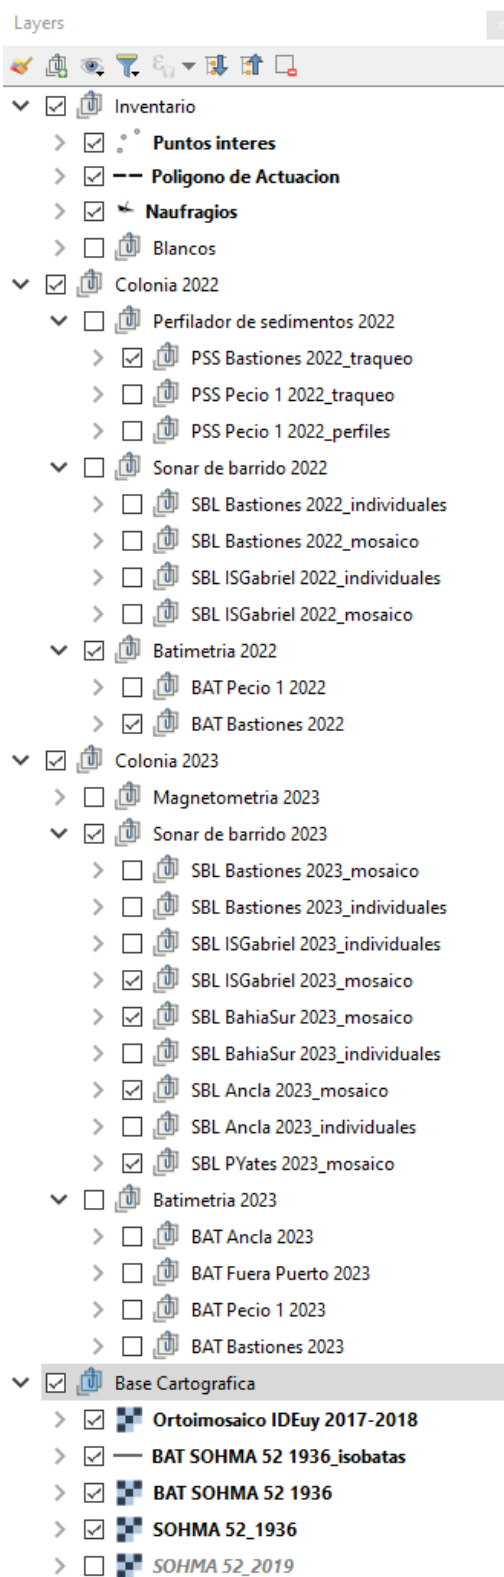 Layers
Inventario
Puntos interes
Poligono de Actuacion
Naufragios
Blancos
Colonia 2022
Perfilador de sedimentos 2022
PSS Bastiones 2022_traqueo
PSS Pecio 1 2022_traqueo
PSS Pecio 1 2022_perfiles
Sonar de barrido 2022
SBL Bastiones 2022_individuales
SBL Bastiones 2022_mosaico
SBL ISGabriel 2022_individuales
SBL ISGabriel 2022_mosaico
Batimetria 2022
BAT Pecio 1 2022
BAT Bastiones 2022
Colonia 2023
Magnetometria 2023
Sonar de barrido 2023
SBL Bastiones 2023_mosaico
SBL Bastiones 2023_individuales
SBL ISGabriel 2023_individuales
SBL ISGabriel 2023_mosaico
SBL BahiaSur 2023_mosaico
SBL BahiaSur 2023_individuales
SBL Ancla 2023_mosaico
SBL Ancla 2023_individuales
SBL PYates 2023_mosaico
Batimetria 2023
BAT Ancla 2023
BAT Fuera Puerto 2023
BAT Pecio 1 2023
BAT Bastiones 2023
Base Cartografica
Ortoimosaico IDEuy 2017-2018
BAT SOHMA 52 1936_isobatas
BAT SOHMA 52 1936
SOHMA 52_1936
SOHMA 52_2019